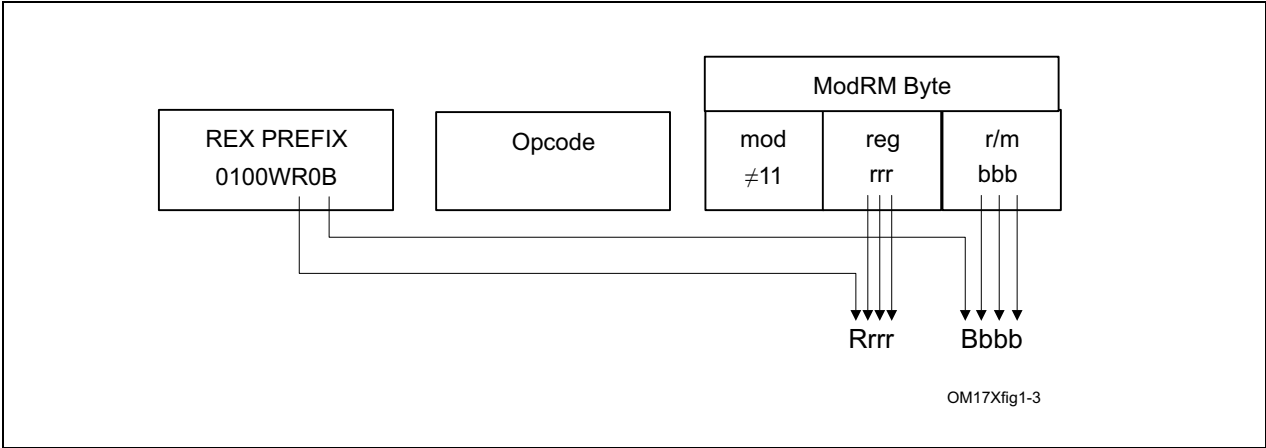 ModRM Byte
REX PREFIX
0100WR0B
Opcode
mod
≠11
reg
rrr
r/m
bbb
Rrrr
Bbbb
OM17Xfig1-3